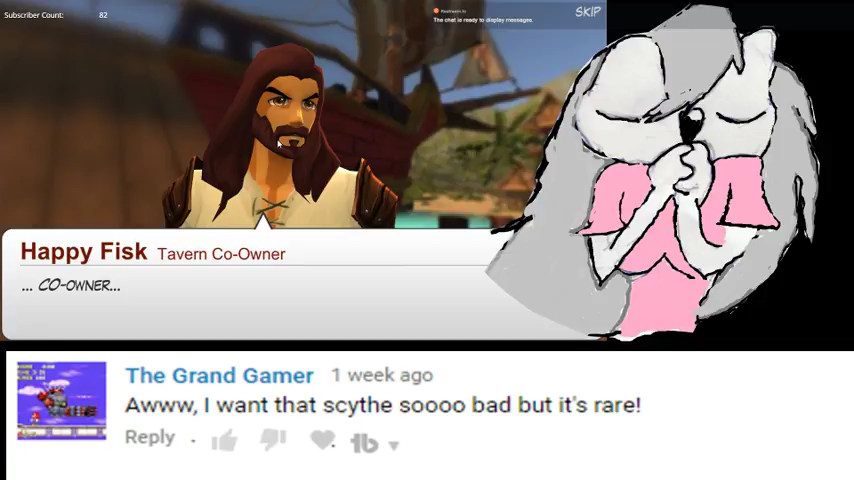 Subscriber Count: 82
The chat is ready to display messages.
SKIP
Happy Fisk Tavern Co-Owner
... CO-OWNER...
The Grand Gamer 1 week ago
Awww, I want that scythe soooo bad but it's rare!
Reply